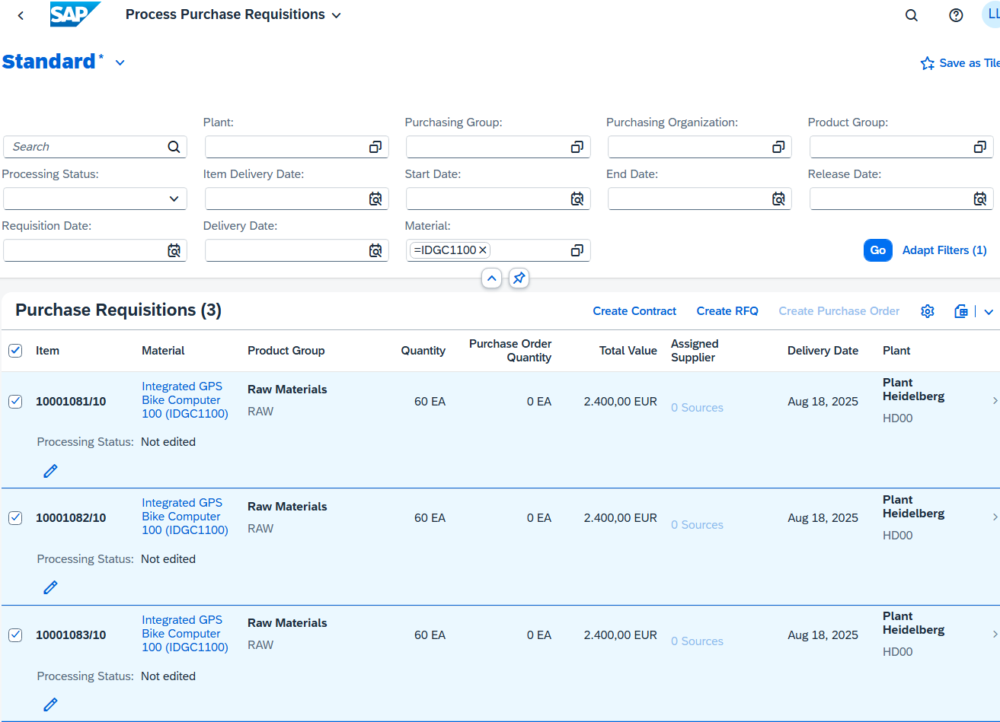 SAP Process Purchase Requisitions
LL
Standard *
Save as Tile
Plant: Purchasing Group: Purchasing Organization: Product Group:
Search
Processing Status: Item Delivery Date: Start Date: End Date: Release Date:
Requisition Date: Delivery Date: Material:
=IDGC1100
Go Adapt Filters (1)
Purchase Requisitions (3)
Create Contract Create RFQ Create Purchase Order
Item Material Product Group Quantity Purchase Order Quantity Total Value Assigned Supplier Delivery Date Plant
10001081/10 Integrated GPS Bike Computer 100 (IDGC1100) Raw Materials RAW 60 EA 0 EA 2.400,00 EUR 0 Sources Aug 18, 2025 Plant Heidelberg HD00
Processing Status: Not edited
10001082/10 Integrated GPS Bike Computer 100 (IDGC1100) Raw Materials RAW 60 EA 0 EA 2.400,00 EUR 0 Sources Aug 18, 2025 Plant Heidelberg HD00
Processing Status: Not edited
10001083/10 Integrated GPS Bike Computer 100 (IDGC1100) Raw Materials RAW 60 EA 0 EA 2.400,00 EUR 0 Sources Aug 18, 2025 Plant Heidelberg HD00
Processing Status: Not edited